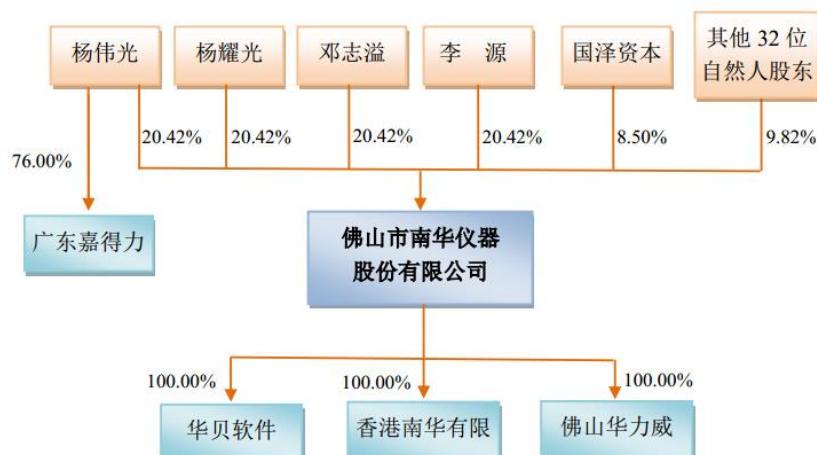 杨伟光
杨耀光
邓志溢
李 源
国泽资本
其他 32 位
自然人股东
20.42%
20.42%
20.42%
20.42%
8.50%
9.82%
76.00%
广东嘉得力
佛山市南华仪器
股份有限公司
100.00%
100.00%
100.00%
华贝软件
香港南华有限
佛山华力威